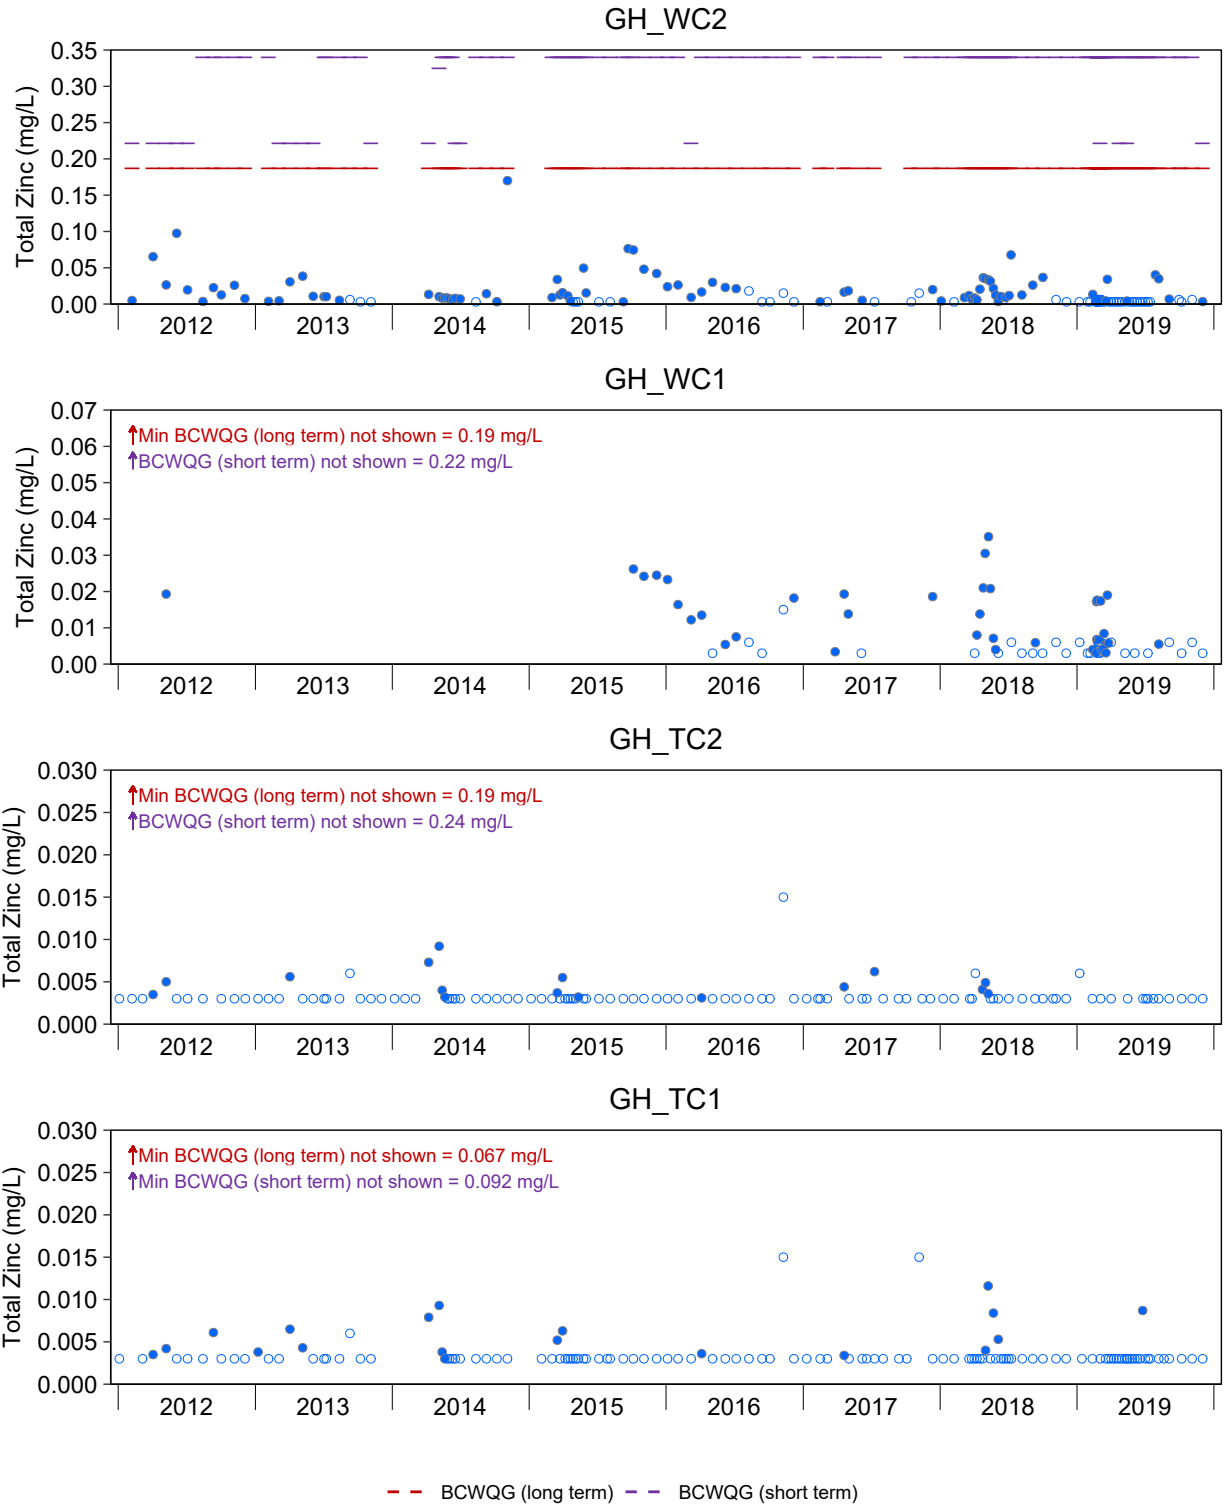 GH_WC2
Total Zinc (mg/L)
0.35
0.30
0.25
0.20
0.15
0.10
0.05
0.00
2012 2013 2014 2015 2016 2017 2018 2019
GH_WC1
Total Zinc (mg/L)
0.07
0.06
0.05
0.04
0.03
0.02
0.01
0.00
Min BCWQG (long term) not shown = 0.19 mg/L
BCWQG (short term) not shown = 0.22 mg/L
2012 2013 2014 2015 2016 2017 2018 2019
GH_TC2
Total Zinc (mg/L)
0.030
0.025
0.020
0.015
0.010
0.005
0.000
Min BCWQG (long term) not shown = 0.19 mg/L
BCWQG (short term) not shown = 0.24 mg/L
2012 2013 2014 2015 2016 2017 2018 2019
GH_TC1
Total Zinc (mg/L)
0.030
0.025
0.020
0.015
0.010
0.005
0.000
Min BCWQG (long term) not shown = 0.067 mg/L
Min BCWQG (short term) not shown = 0.092 mg/L
2012 2013 2014 2015 2016 2017 2018 2019
BCWQG (long term) BCWQG (short term)